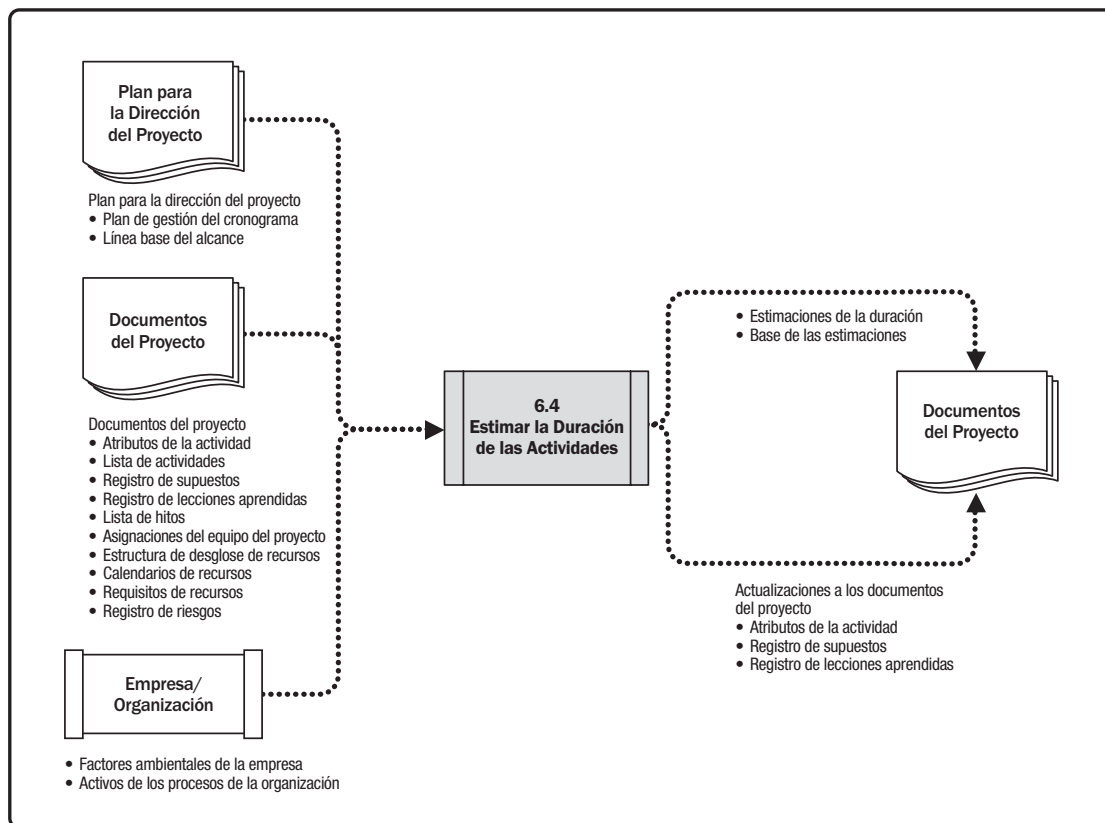 Plan para
la Dirección
del Proyecto
Plan para la dirección del proyecto
• Plan de gestión del cronograma
• Línea base del alcance
Documentos
del Proyecto
Documentos del proyecto
• Atributos de la actividad
• Lista de actividades
• Registro de supuestos
• Registro de lecciones aprendidas
• Lista de hitos
• Asignaciones del equipo del proyecto
• Estructura de desglose de recursos
• Calendarios de recursos
• Requisitos de recursos
• Registro de riesgos
Empresa/
Organización
• Factores ambientales de la empresa
• Activos de los procesos de la organización
6.4
Estimar la Duración
de las Actividades
• Estimaciones de la duración
• Base de las estimaciones
Documentos
del Proyecto
Actualizaciones a los documentos
del proyecto
• Atributos de la actividad
• Registro de supuestos
• Registro de lecciones aprendidas